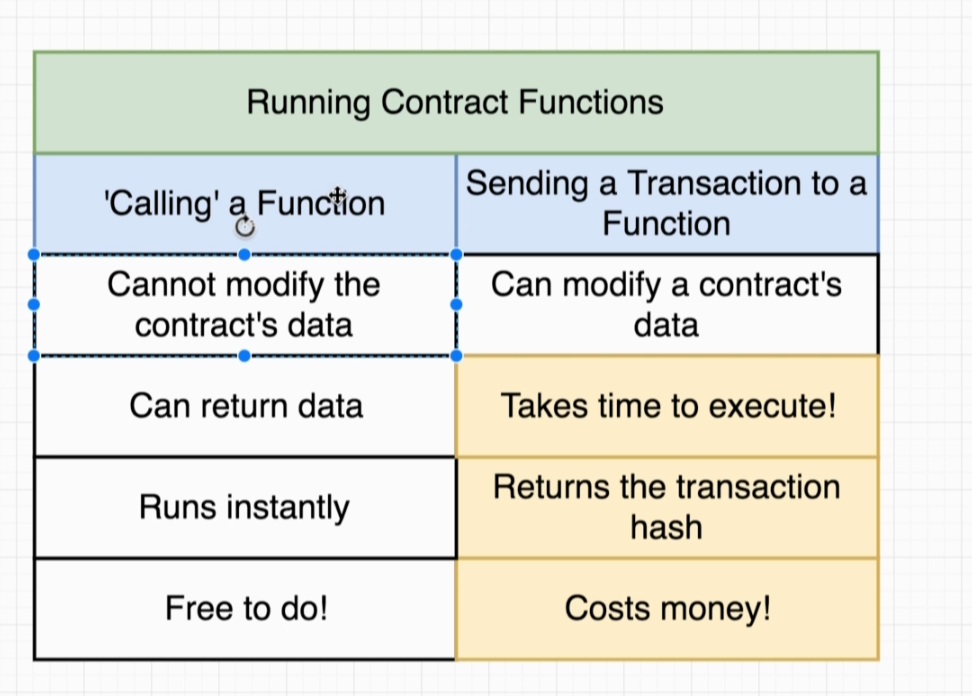 Running Contract Functions
'Calling' a Function
Sending a Transaction to a
Function
Cannot modify the
contract's data
Can modify a contract's
data
Can return data
Takes time to execute!
Runs instantly
Returns the transaction
hash
Free to do!
Costs money!